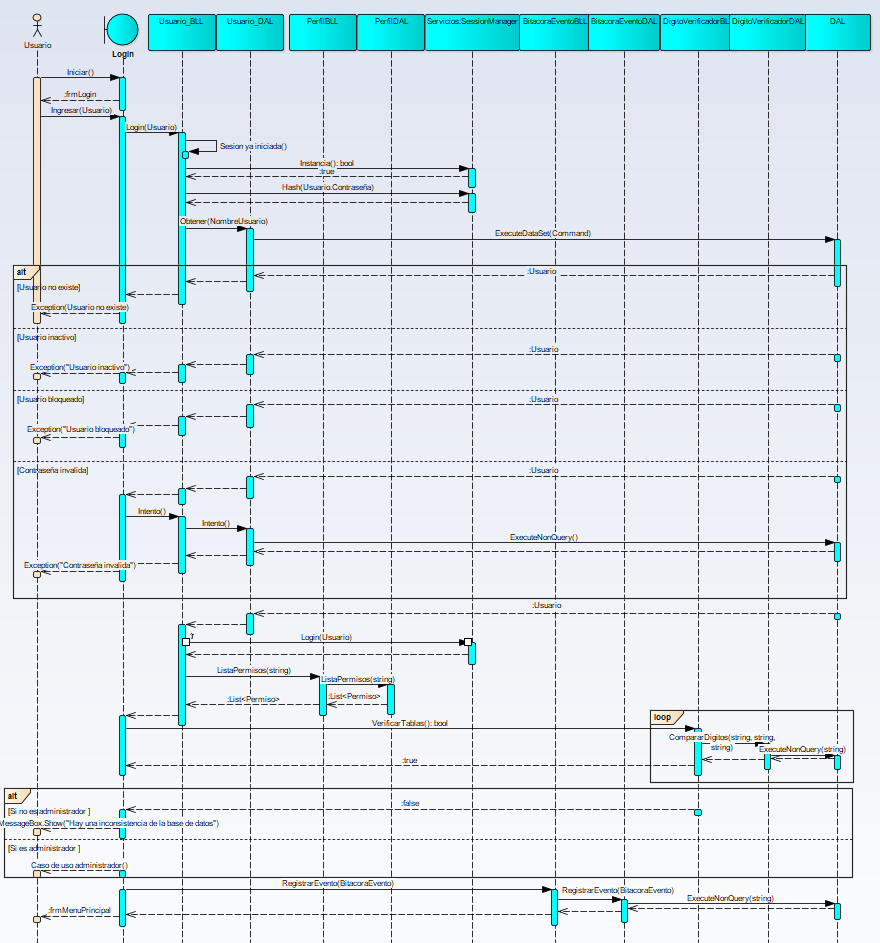 Usuario
Login
Usuario_BLL
Usuario_DAL
PerfilBLL
PerfilDAL
Servicios:SessionManager
BitacoraEventoBLL
BitacoraEventoDAL
DigitoVerificadorBL
DigitoVerificadorDAL
DAL
Iniciar()
:frmLogin
Ingresar(Usuario)
Login(Usuario)
Sesion ya iniciada()
Instancia(): bool
:true
Hash(Usuario.Contraseña)
Obtener(NombreUsuario)
ExecuteDataSet(Command)
alt
:Usuario
[Usuario no existe]
Exception(Usuario no existe)
[Usuario inactivo]
:Usuario
Exception("Usuario inactivo")
[Usuario bloqueado]
:Usuario
Exception("Usuario bloqueado")
[Contraseña invalida]
:Usuario
Intento()
Intento()
ExecuteNonQuery()
Exception("Contraseña invalida")
:Usuario
Login(Usuario)
ListaPermisos(string)
ListaPermisos(string)
:List<Permiso>
:List<Permiso>
loop
VerificarTablas(): bool
CompararDigitos(string, string,
string)
ExecuteNonQuery(string)
:true
alt
:false
[Si no es administrador ]
MessageBox.Show("Hay una inconsistencia de la base de datos")
[Si es administrador ]
Caso de uso administrador()
RegistrarEvento(BitacoraEvento)
RegistrarEvento(BitacoraEvento)
ExecuteNonQuery(string)
:frmMenuPrincipal